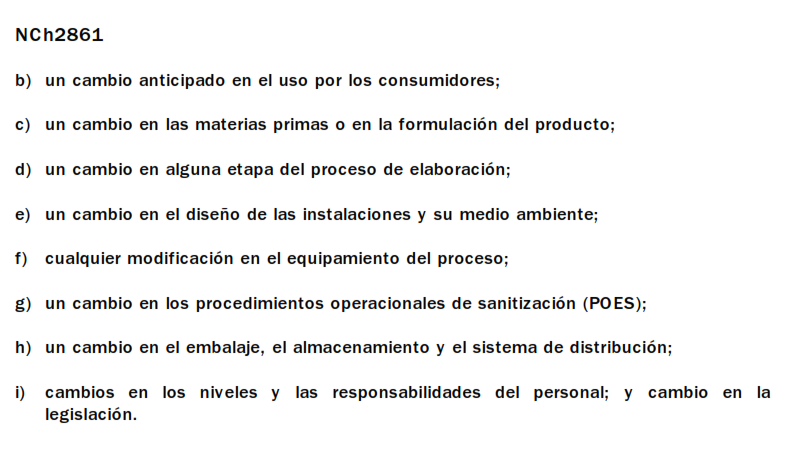 NCh2861
b) un cambio anticipado en el uso por los consumidores;
c) un cambio en las materias primas o en la formulación del producto;
d) un cambio en alguna etapa del proceso de elaboración;
e) un cambio en el diseño de las instalaciones y su medio ambiente;
f) cualquier modificación en el equipamiento del proceso;
g) un cambio en los procedimientos operacionales de sanitización (POES);
h) un cambio en el embalaje, el almacenamiento y el sistema de distribución;
i) cambios en los niveles y las responsabilidades del personal; y cambio en la
legislación.